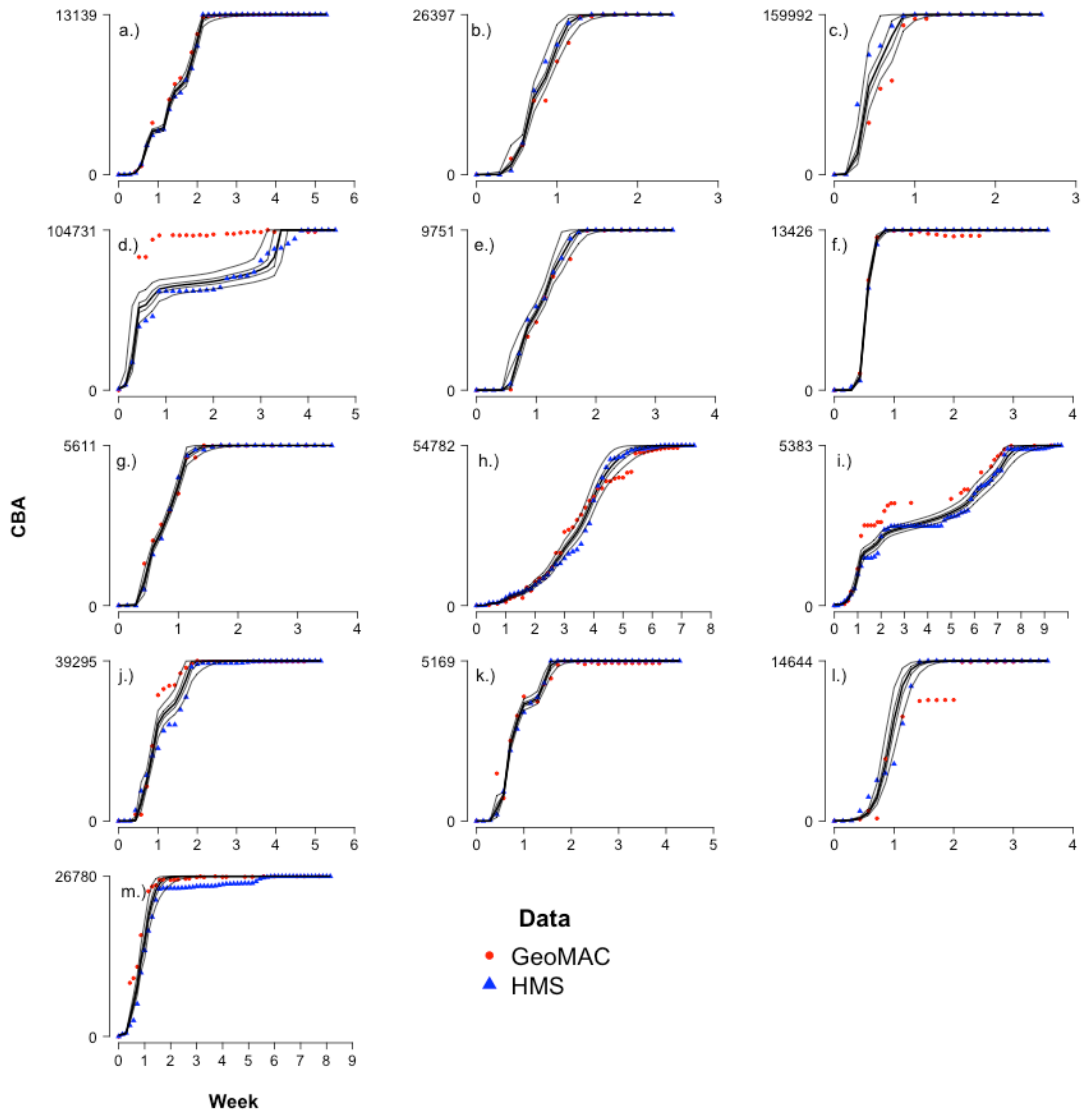 13139
a.)
0
0 1 2 3 4 5 6
26397
b.)
0
0 1 2 3
159992
c.)
0
0 1 2 3
104731
d.)
0
0 1 2 3 4 5
9751
e.)
0
0 1 2 3 4
13426
f.)
0
0 1 2 3 4
5611
g.)
0
0 1 2 3 4
54782
h.)
0
0 1 2 3 4 5 6 7 8
5383
i.)
0
0 1 2 3 4 5 6 7 8 9
CBA
39295
j.)
0
0 1 2 3 4 5 6
5169
k.)
0
0 1 2 3 4 5
14644
l.)
0
0 1 2 3 4
26780
m.)
0
0 1 2 3 4 5 6 7 8 9
Week
Data
GeoMAC
HMS